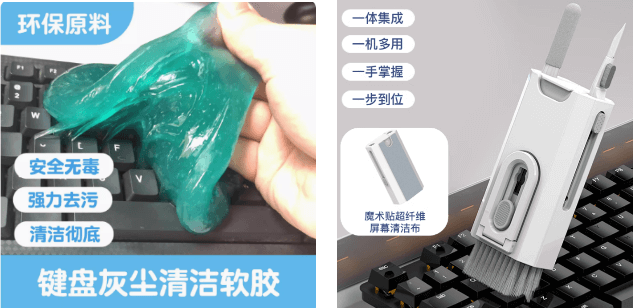 环保原料
安全无毒
强力去污
清洁彻底
键盘灰尘清洁软胶
一体集成
一机多用
一手掌握
一步到位
魔术贴超纤维
屏幕清洁布